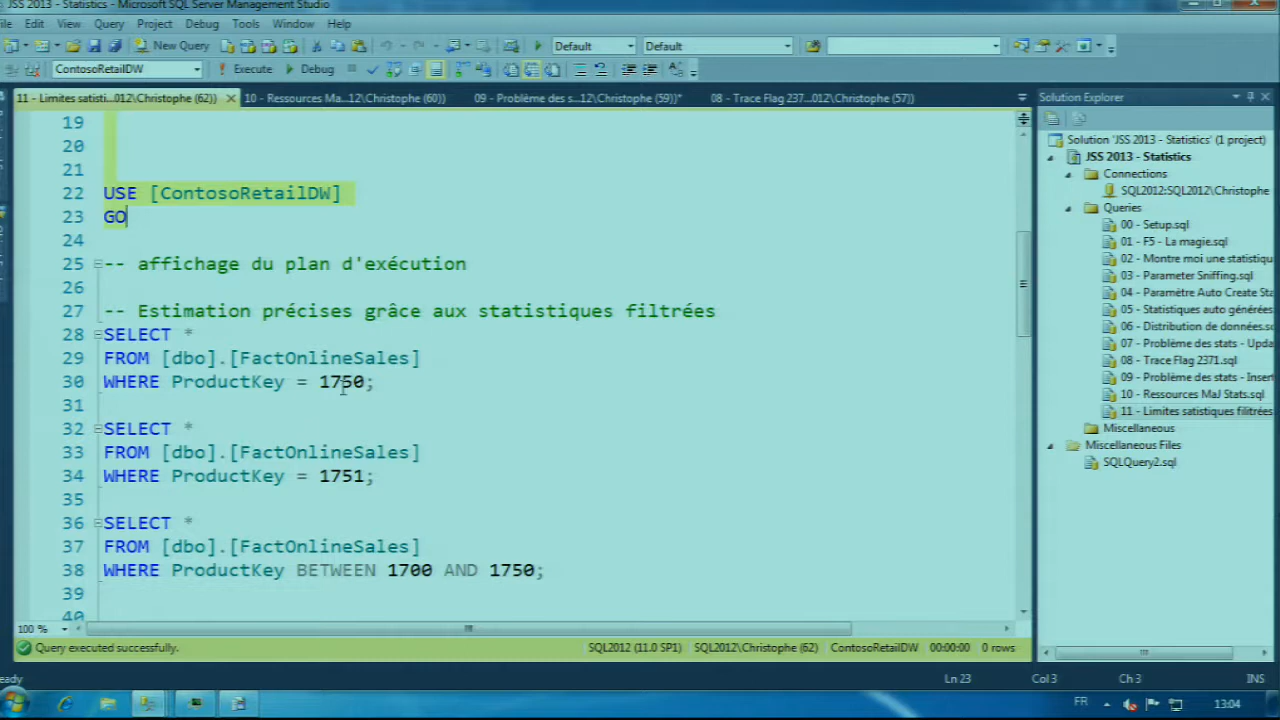 JSS 2013 - Statistics - Microsoft SQL Server Management Studio
File Edit View Query Project Debug Tools Window Help
New Query Default Default
ContosoRetailDW Execute Debug
11 - Limites satisti...012\Christophe (62)) 10 - Ressources Ma...12\Christophe (60)) 09 - Problème des s...12\Christophe (59))* 08 - Trace Flag 237...012\Christophe (57))
19
20
21
22 USE [ContosoRetailDW]
23 GO
24
25 -- affichage du plan d'exécution
26
27 -- Estimation précises grâce aux statistiques filtrées
28 SELECT *
29 FROM [dbo].[FactOnlineSales]
30 WHERE ProductKey = 1750;
31
32 SELECT *
33 FROM [dbo].[FactOnlineSales]
34 WHERE ProductKey = 1751;
35
36 SELECT *
37 FROM [dbo].[FactOnlineSales]
38 WHERE ProductKey BETWEEN 1700 AND 1750;
39
40
100 %
Query executed successfully. SQL2012 (11.0 SP1) SQL2012\Christophe (62) ContosoRetailDW 00:00:00 0 rows
Solution Explorer
Solution 'JSS 2013 - Statistics' (1 project)
JSS 2013 - Statistics
Connections
SQL2012:SQL2012\Christophe
Queries
00 - Setup.sql
01 - F5 - La magie.sql
02 - Montre moi une statistiqu
03 - Parameter Sniffing.sql
04 - Paramètre Auto Create Sta
05 - Statistiques auto générées
06 - Distribution de données.sc
07 - Problème des stats - Upda
08 - Trace Flag 2371.sql
09 - Problème des stats - Insert
10 - Ressources MaJ Stats.sql
11 - Limites satistiques filtrées
Miscellaneous
Miscellaneous Files
SQLQuery2.sql
eady Ln 23 Col 3 Ch 3 INS
FR 13:04